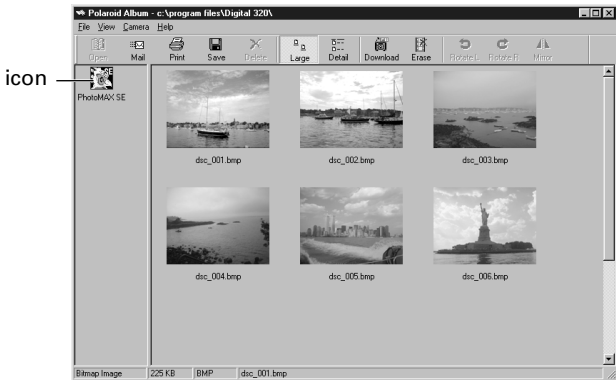 Polaroid Album - c:\program files\Digital 320\
File View Camera Help
Open Mail Print Save Delete Large Detail Download Erase Rotate L Rotate R Mirror
icon
PhotoMAX SE
dsc_001.bmp dsc_002.bmp dsc_003.bmp
dsc_004.bmp dsc_005.bmp dsc_006.bmp
Bitmap Image 225 KB BMP dsc_001.bmp